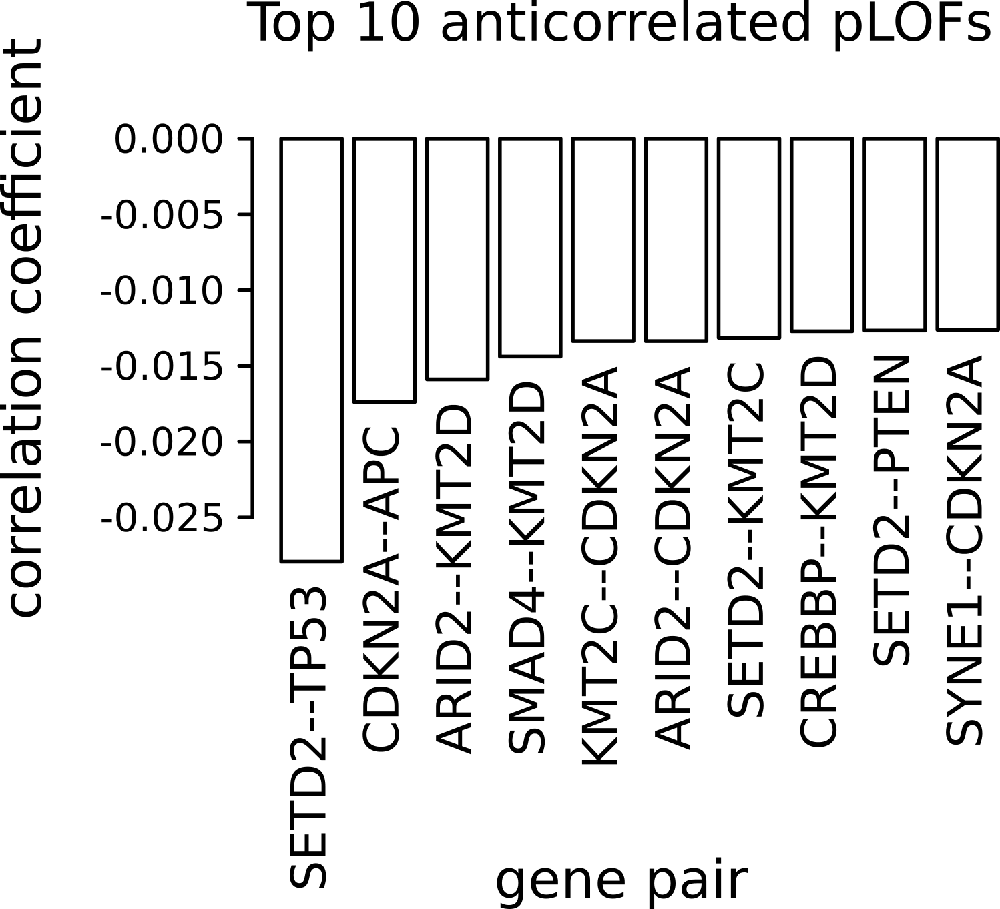 Top 10 anticorrelated pLOFs
correlation coefficient
0.000
-0.005
-0.010
-0.015
-0.020
-0.025
SETD2--TP53
CDKN2A--APC
ARID2--KMT2D
SMAD4--KMT2D
KMT2C--CDKN2A
ARID2--CDKN2A
SETD2--KMT2C
CREBBP--KMT2D
SETD2--PTEN
SYNE1--CDKN2A
gene pair